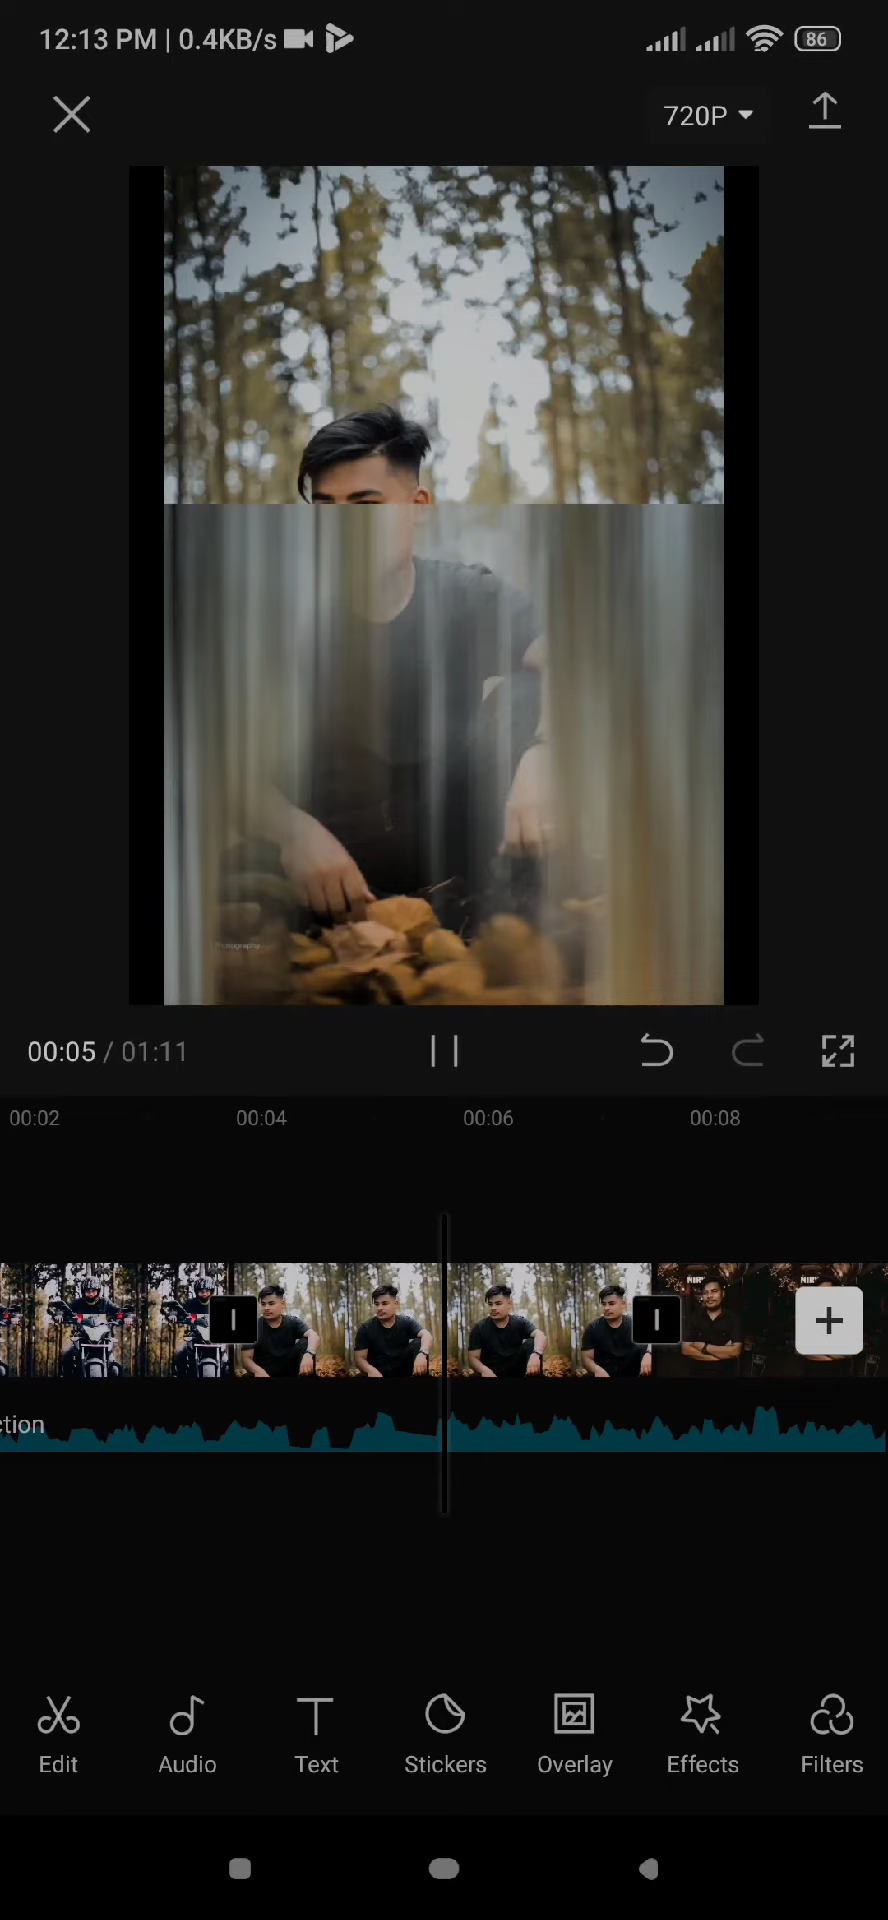 12:13 PM | 0.4KB/s 86
720P
00:05 / 01:11
00:02 00:04 00:06 00:08
ction
Edit Audio Text Stickers Overlay Effects Filters